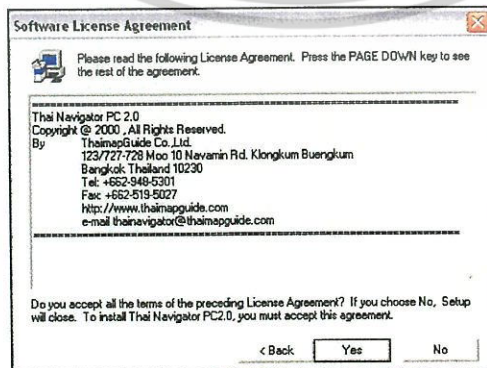 Software License Agreement
Please read the following License Agreement. Press the PAGE DOWN key to see
the rest of the agreement.
Thai Navigator PC 2.0
Copyright @ 2000 , All Rights Reserved.
By ThaimapGuide Co.,Ltd.
123/727-728 Moo 10 Navamin Rd. Klongkum Buengkum
Bangkok Thailand 10230
Tel: +662-948-5301
Fax: +662-519-5027
http://www.thaimapguide.com
e-mail thainavigator@thaimapguide.com
Do you accept all the terms of the preceding License Agreement? If you choose No, Setup
will close. To install Thai Navigator PC2.0, you must accept this agreement.
< Back Yes No